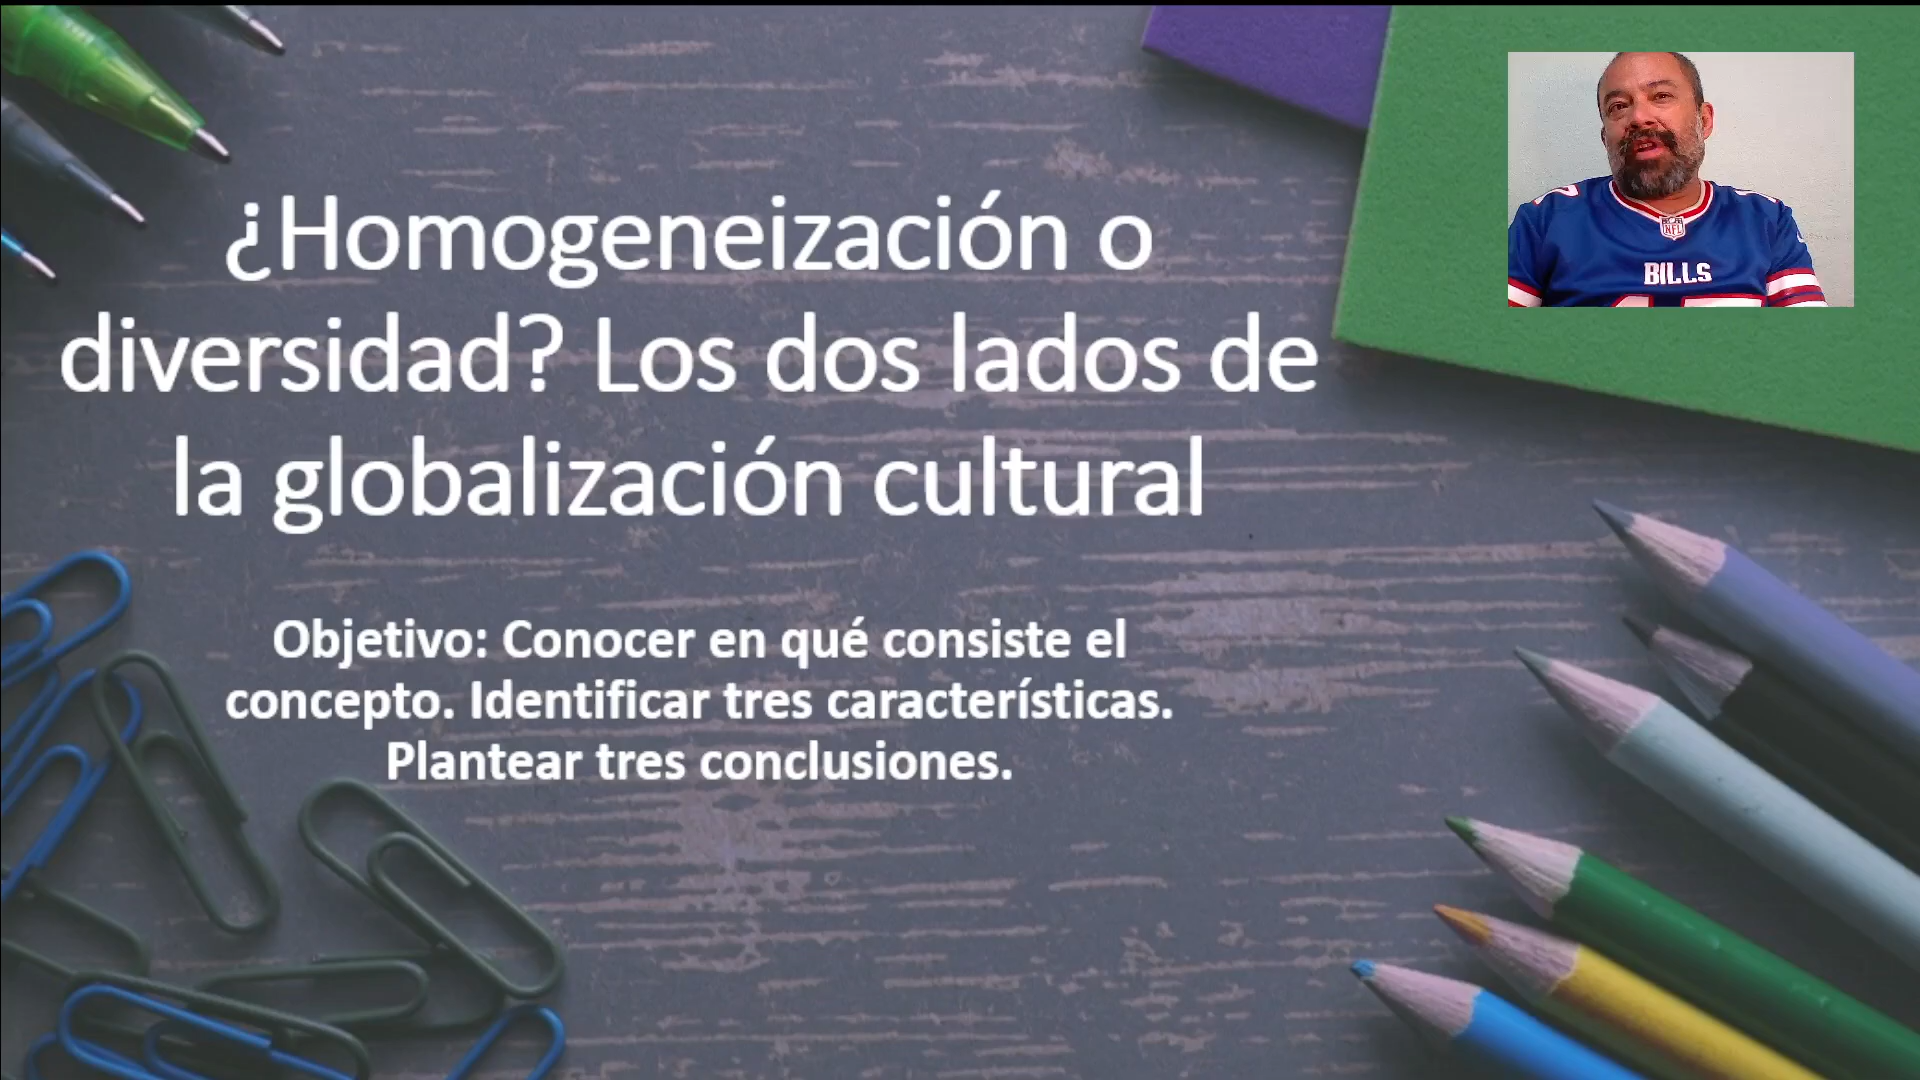 ¿Homogeneización o
diversidad? Los dos lados de
la globalización cultural
Objetivo: Conocer en qué consiste el
concepto. Identificar tres características.
Plantear tres conclusiones.
NFL
BILLS